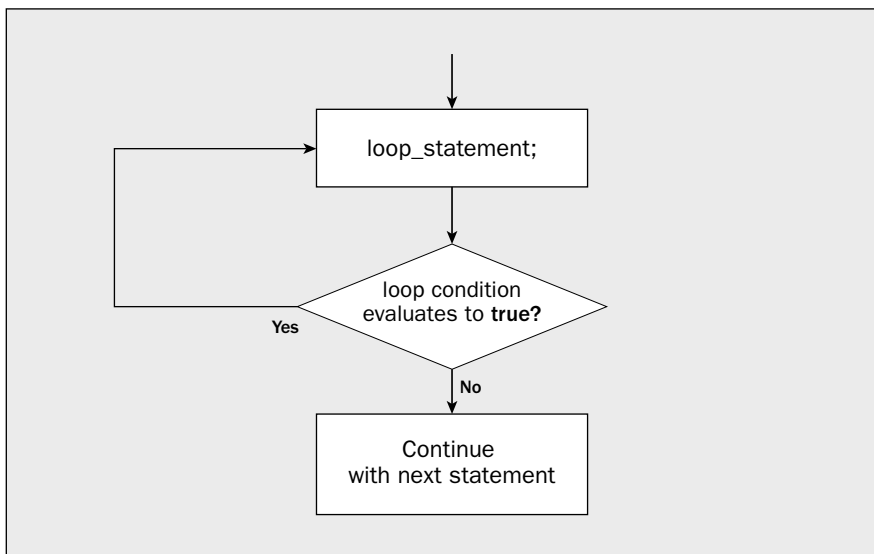 loop_statement;
loop condition
evaluates to true?
Yes
No
Continue
with next statement